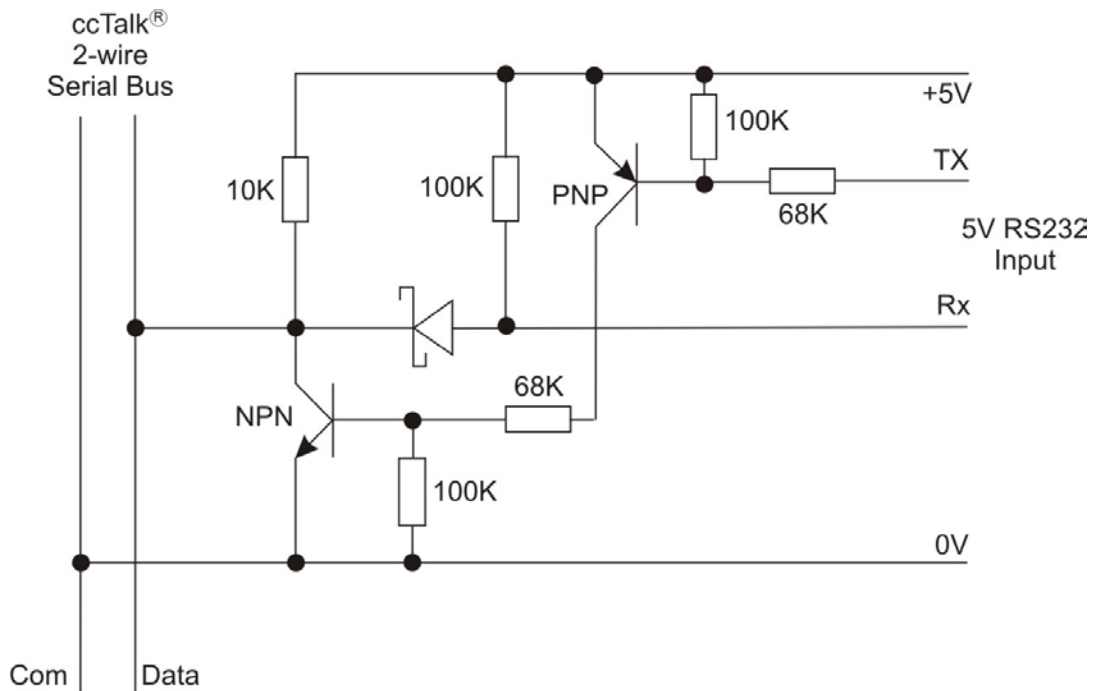 ccTalk®
2-wire
Serial Bus
+5V
100K
TX
10K
100K
PNP
68K
5V RS232
Input
Rx
68K
NPN
100K
0V
Com
Data